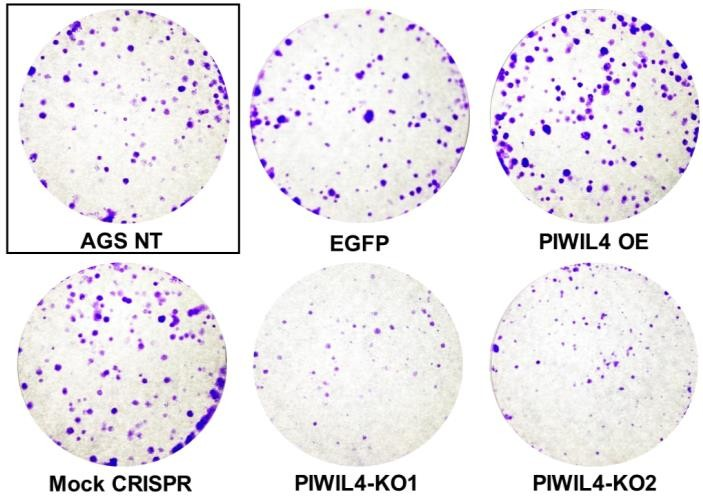 AGS NT
EGFP
PIWIL4 OE
Mock CRISPR
PIWIL4-KO1
PIWIL4-KO2